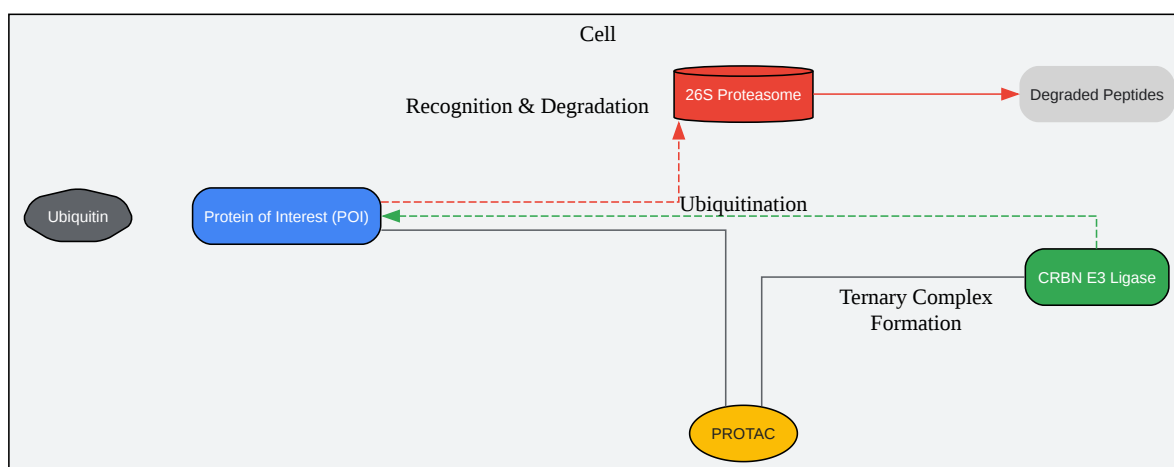 Cell
26S Proteasome
Degraded Peptides
Recognition & Degradation
Ubiquitin
Protein of Interest (POI)
Ubiquitination
CRBN E3 Ligase
Ternary Complex
Formation
PROTAC